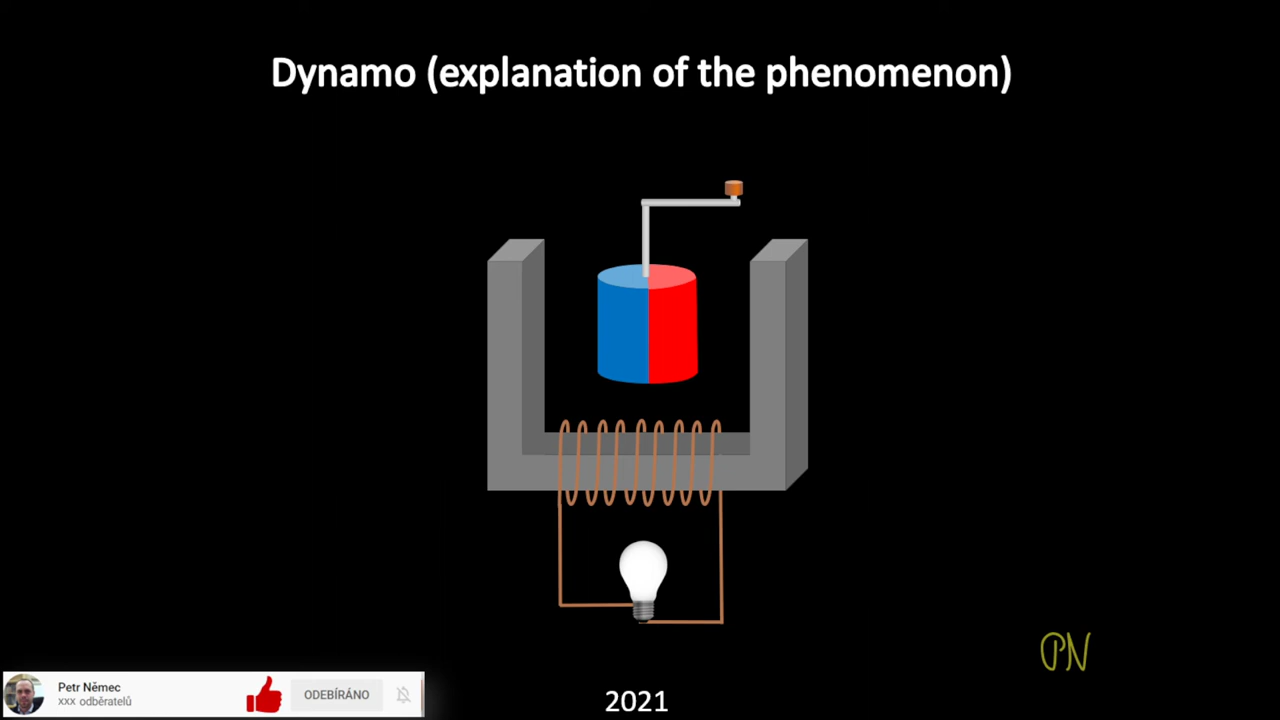 Dynamo (explanation of the phenomenon)
PN
Petr Němec
xxx odběratelů
ODEBÍRÁNO
2021